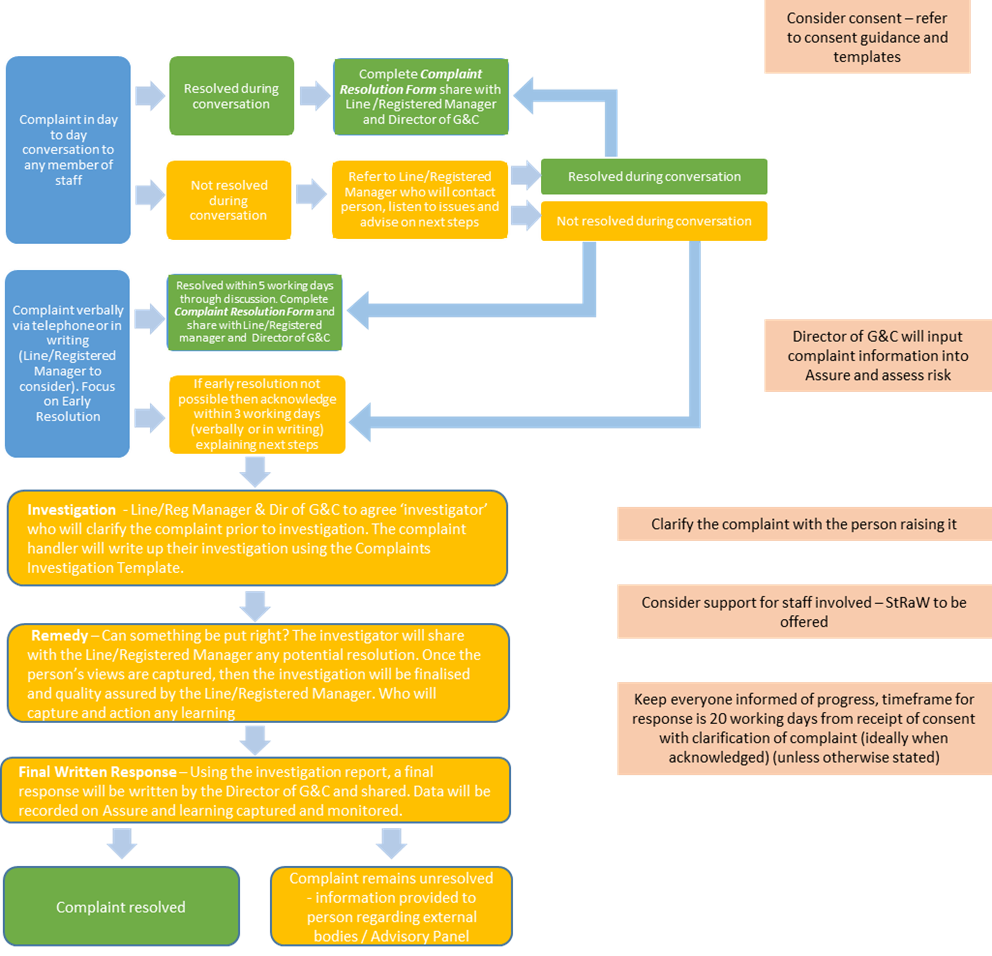 Consider consent – refer
to consent guidance and
templates
Complaint in day
to day
conversation to
any member of
staff
Resolved during
conversation
Complete Complaint
Resolution Form share with
Line /Registered Manager
and Director of G&C
Not resolved
during
conversation
Refer to Line/Registered
Manager who will contact
person, listen to issues and
advise on next steps
Resolved during conversation
Not resolved during conversation
Complaint verbally
via telephone or in
writing
(Line/Registered
Manager to
consider). Focus
on Early
Resolution
Resolved within 5 working days
through discussion. Complete
Complaint Resolution Form and
share with Line/Registered
manager and Director of G&C
If early resolution not
possible then acknowledge
within 3 working days
(verbally or in writing)
explaining next steps
Director of G&C will input
complaint information into
Assure and assess risk
Investigation - Line/Reg Manager & Dir of G&C to agree ‘investigator’
who will clarify the complaint prior to investigation. The complaint
handler will write up their investigation using the Complaints
Investigation Template.
Clarify the complaint with the person raising it
Consider support for staff involved – StRaW to be
offered
Remedy – Can something be put right? The investigator will share
with the Line/Registered Manager any potential resolution. Once the
person’s views are captured, then the investigation will be finalised
and quality assured by the Line/Registered Manager. Who will
capture and action any learning
Keep everyone informed of progress, timeframe for
response is 20 working days from receipt of consent
with clarification of complaint (ideally when
acknowledged) (unless otherwise stated)
Final Written Response – Using the investigation report, a final
response will be written by the Director of G&C and shared. Data will be
recorded on Assure and learning captured and monitored.
Complaint resolved
Complaint remains unresolved
- information provided to
person regarding external
bodies / Advisory Panel